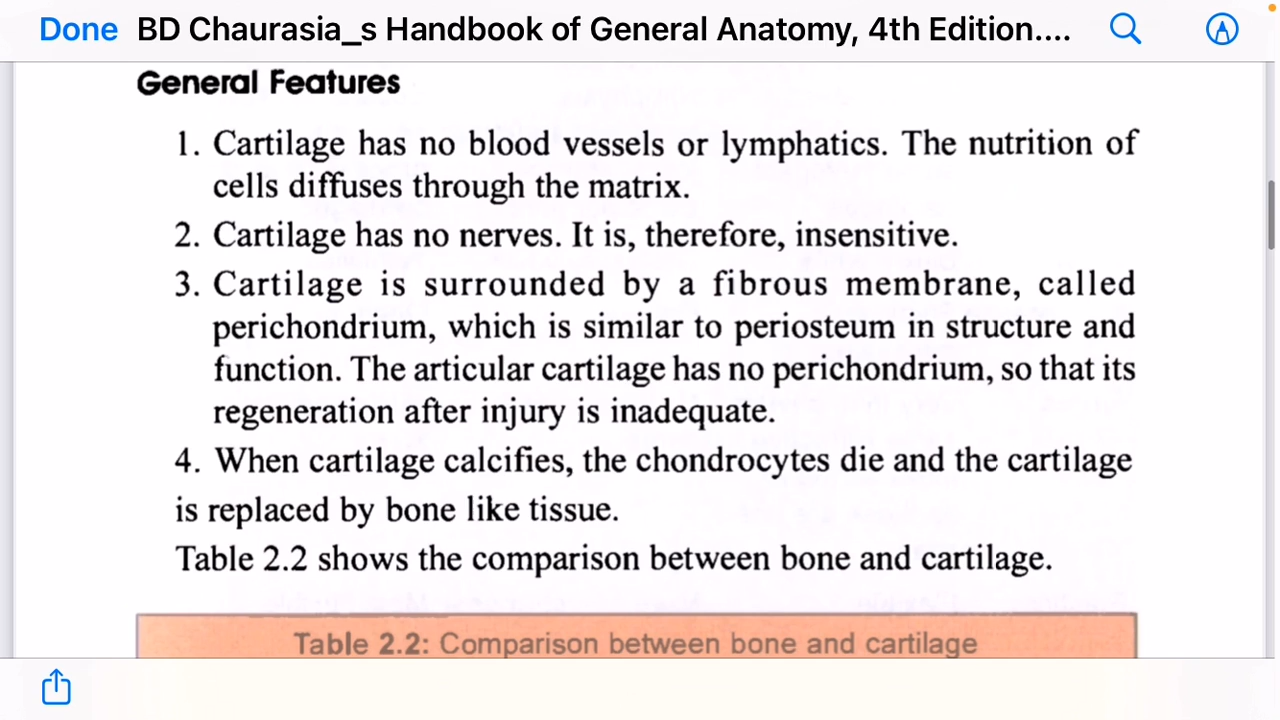 Done BD Chaurasia_s Handbook of General Anatomy, 4th Edition....
General Features
1. Cartilage has no blood vessels or lymphatics. The nutrition of
cells diffuses through the matrix.
2. Cartilage has no nerves. It is, therefore, insensitive.
3. Cartilage is surrounded by a fibrous membrane, called
perichondrium, which is similar to periosteum in structure and
function. The articular cartilage has no perichondrium, so that its
regeneration after injury is inadequate.
4. When cartilage calcifies, the chondrocytes die and the cartilage
is replaced by bone like tissue.
Table 2.2 shows the comparison between bone and cartilage.
Table 2.2: Comparison between bone and cartilage